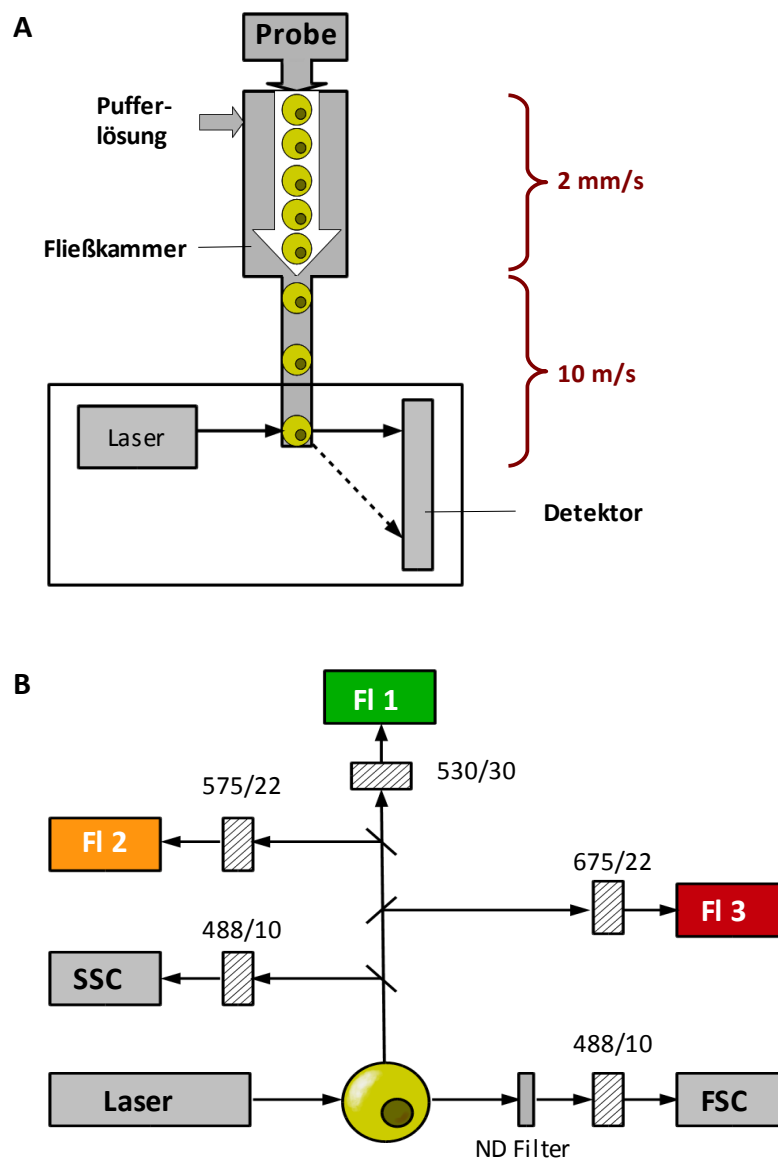 A
Probe
Puffer-
lösung
2 mm/s
Fließkammer
10 m/s
Laser
Detektor
B
Fl 1
530/30
575/22
Fl 2
675/22
Fl 3
488/10
SSC
488/10
Laser
FSC
ND Filter